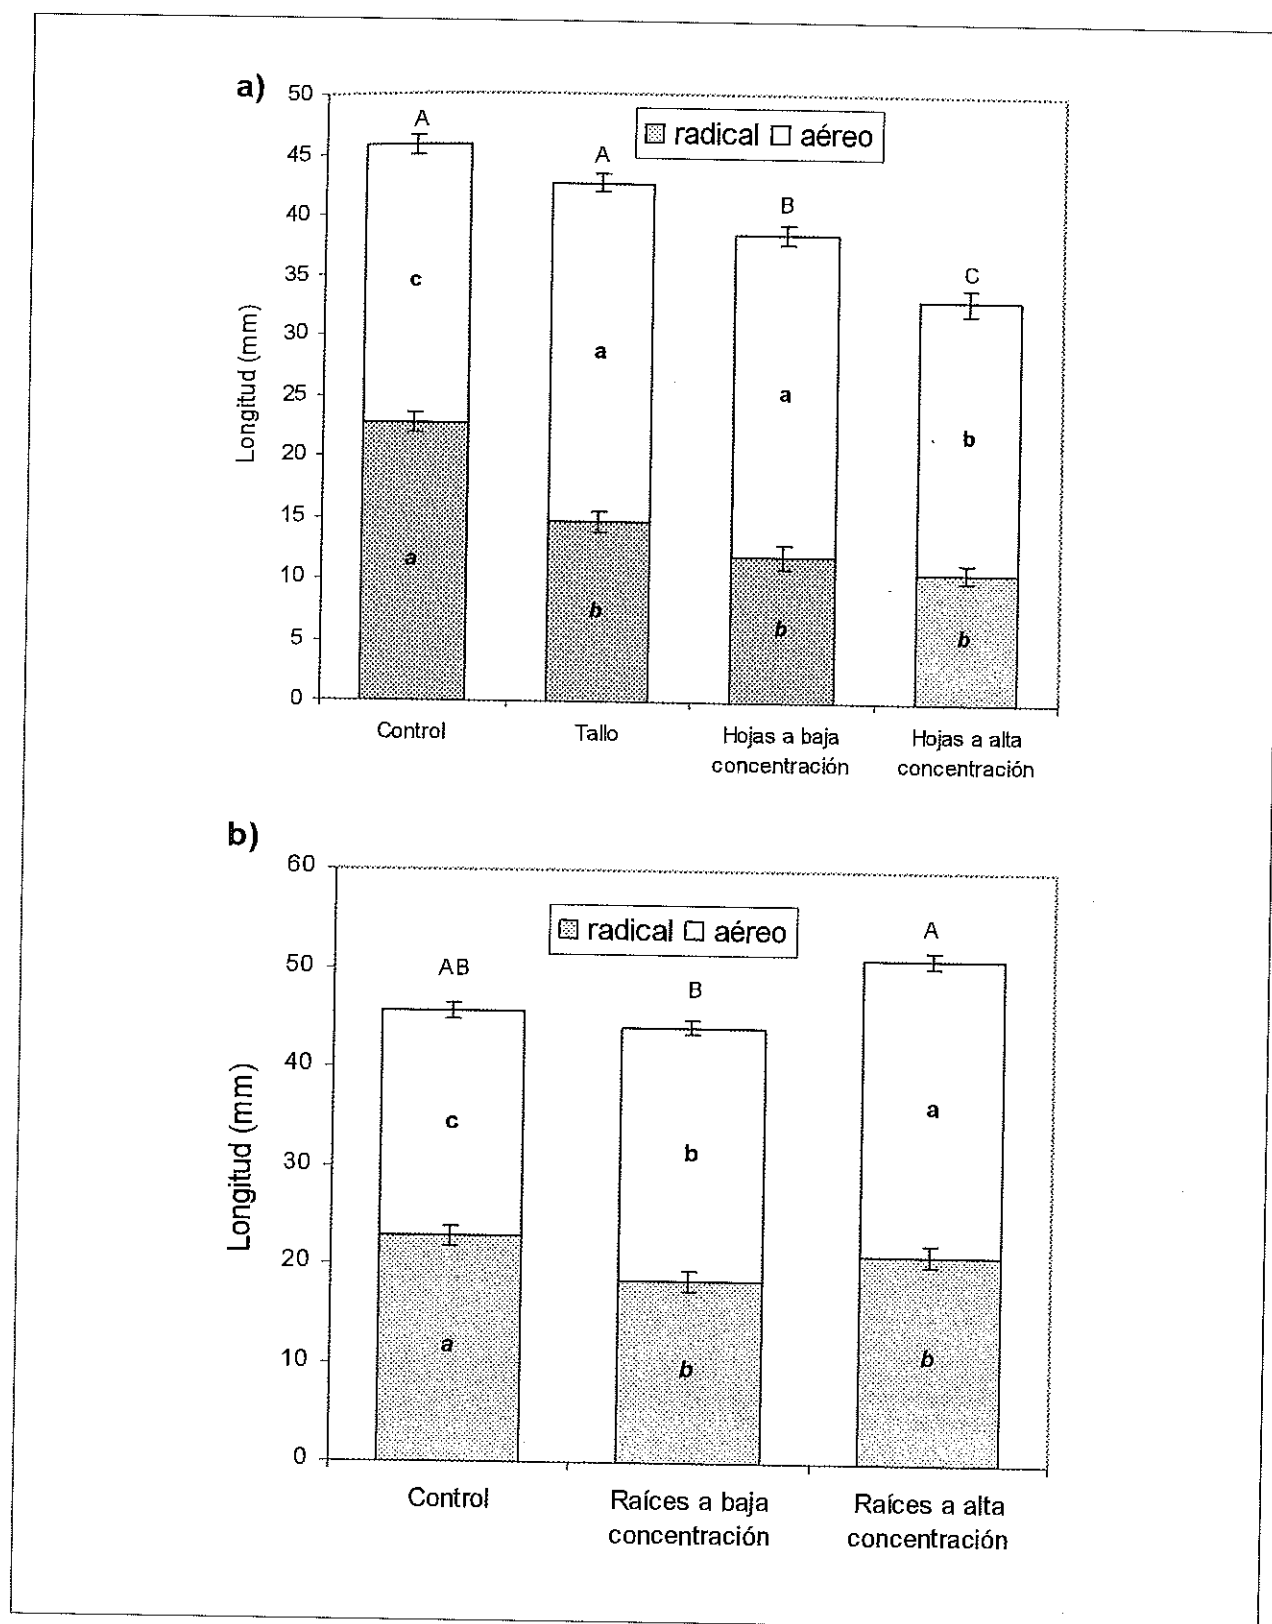 a)
50
45
40
35
30
25
20
15
10
5
0
Longitud (mm)
radical aéreo
A
A
B
C
c
a
a
b
a
b
b
b
Control
Tallo
Hojas a baja
concentración
Hojas a alta
concentración
b)
60
50
40
30
20
10
0
Longitud (mm)
radical aéreo
AB
B
A
c
b
a
a
b
b
Control
Raíces a baja
concentración
Raíces a alta
concentración